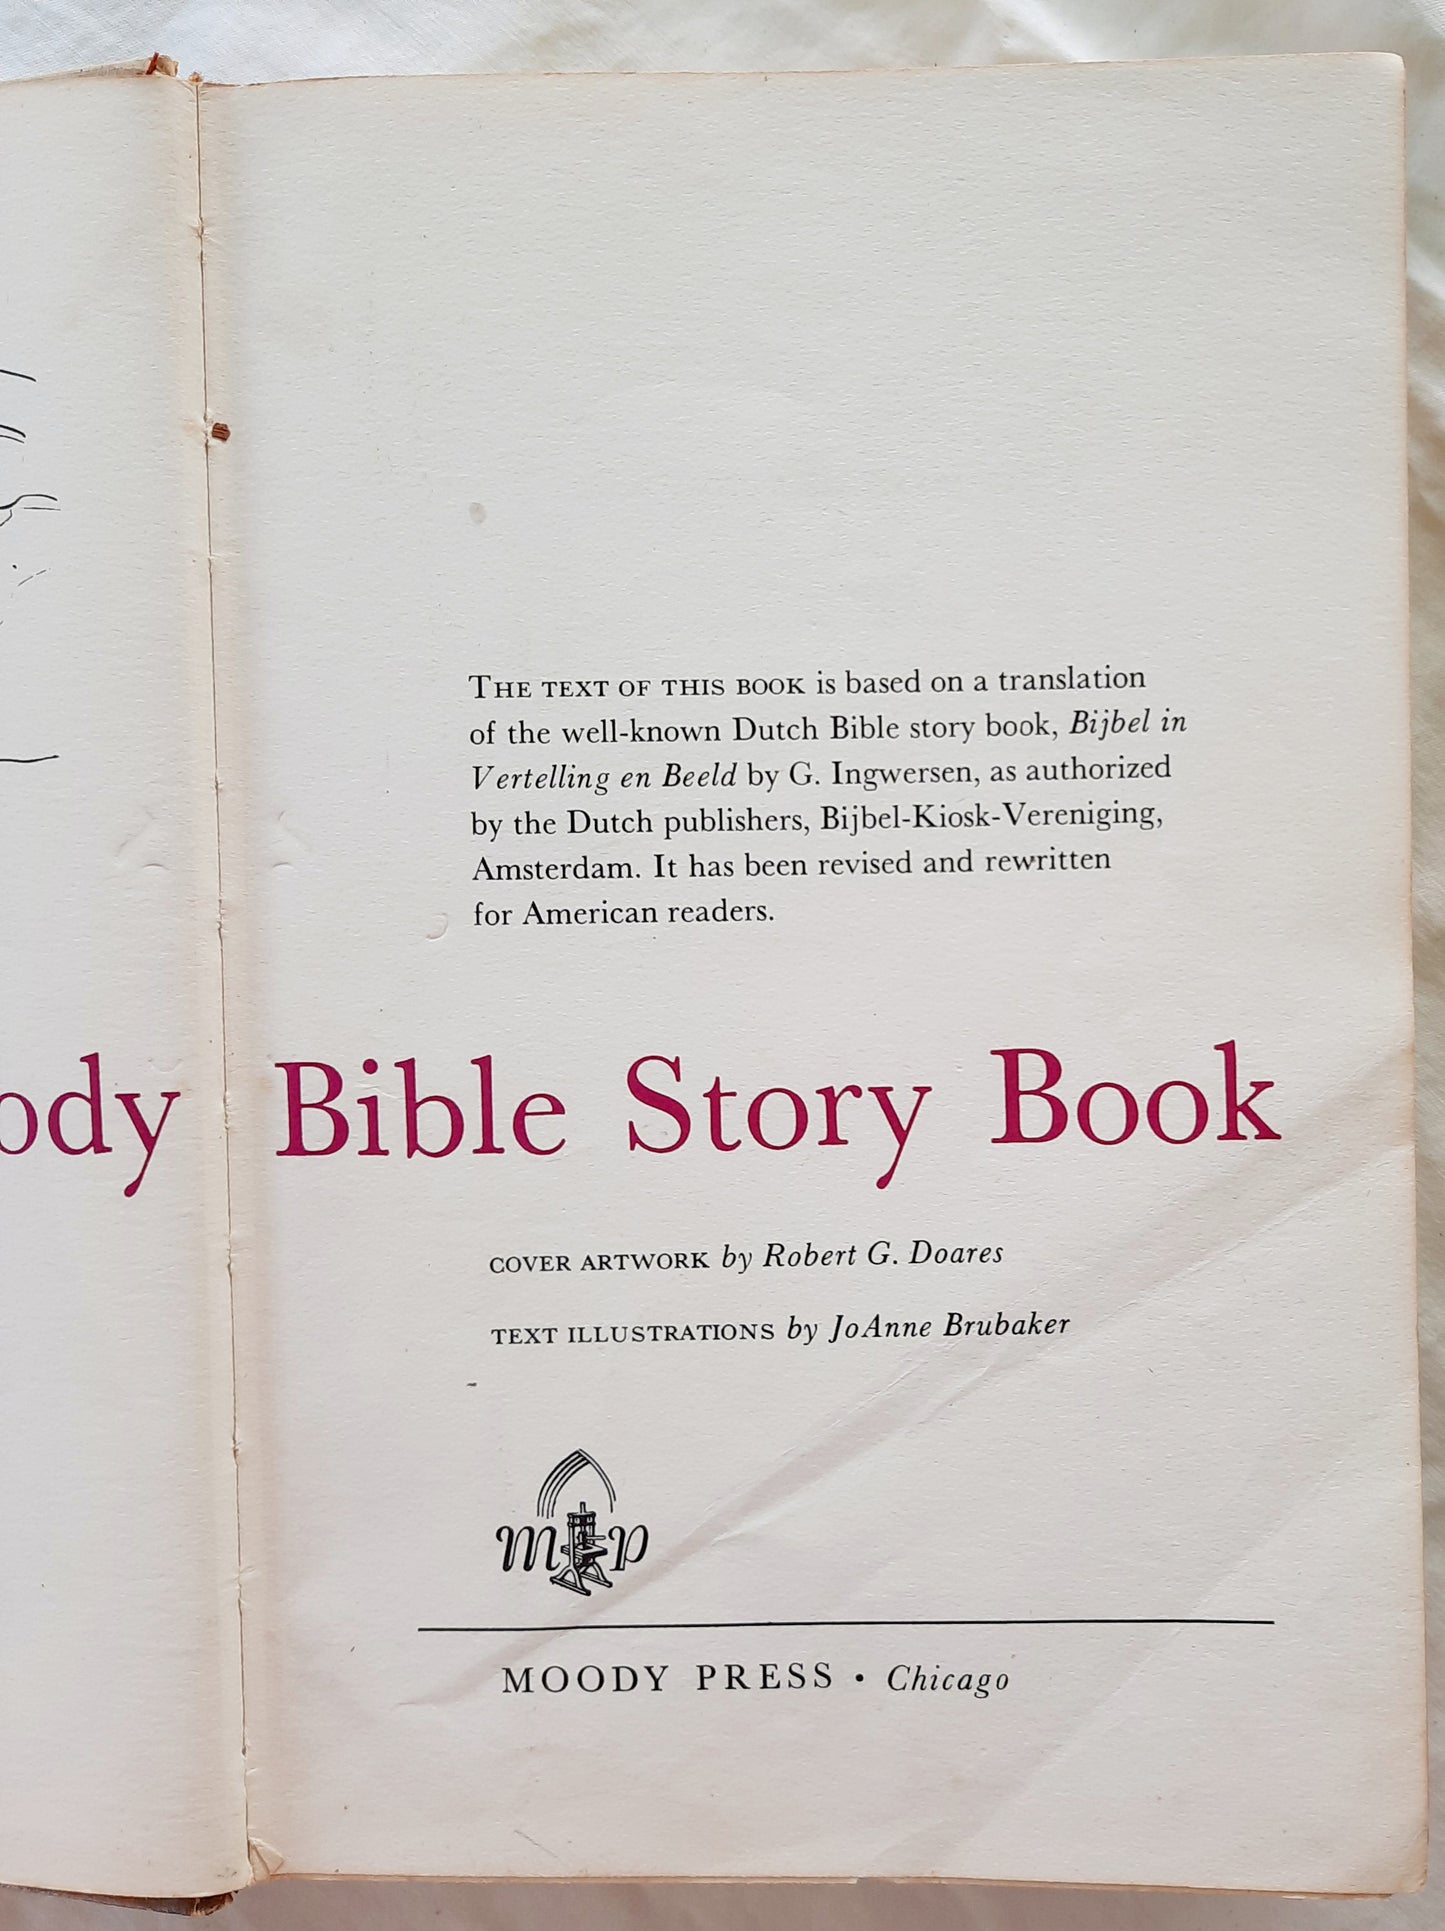 THE TEXT OF THIS BOOK is based on a translation
of the well-known Dutch Bible story book, Bijbel in
Vertelling en Beeld by G. Ingwersen, as authorized
by the Dutch publishers, Bijbel-Kiosk-Vereniging,
Amsterdam. It has been revised and rewritten
for American readers.
ody Bible Story Book
COVER ARTWORK by Robert G. Doares
TEXT ILLUSTRATIONS by JoAnne Brubaker
m p
MOODY PRESS • Chicago